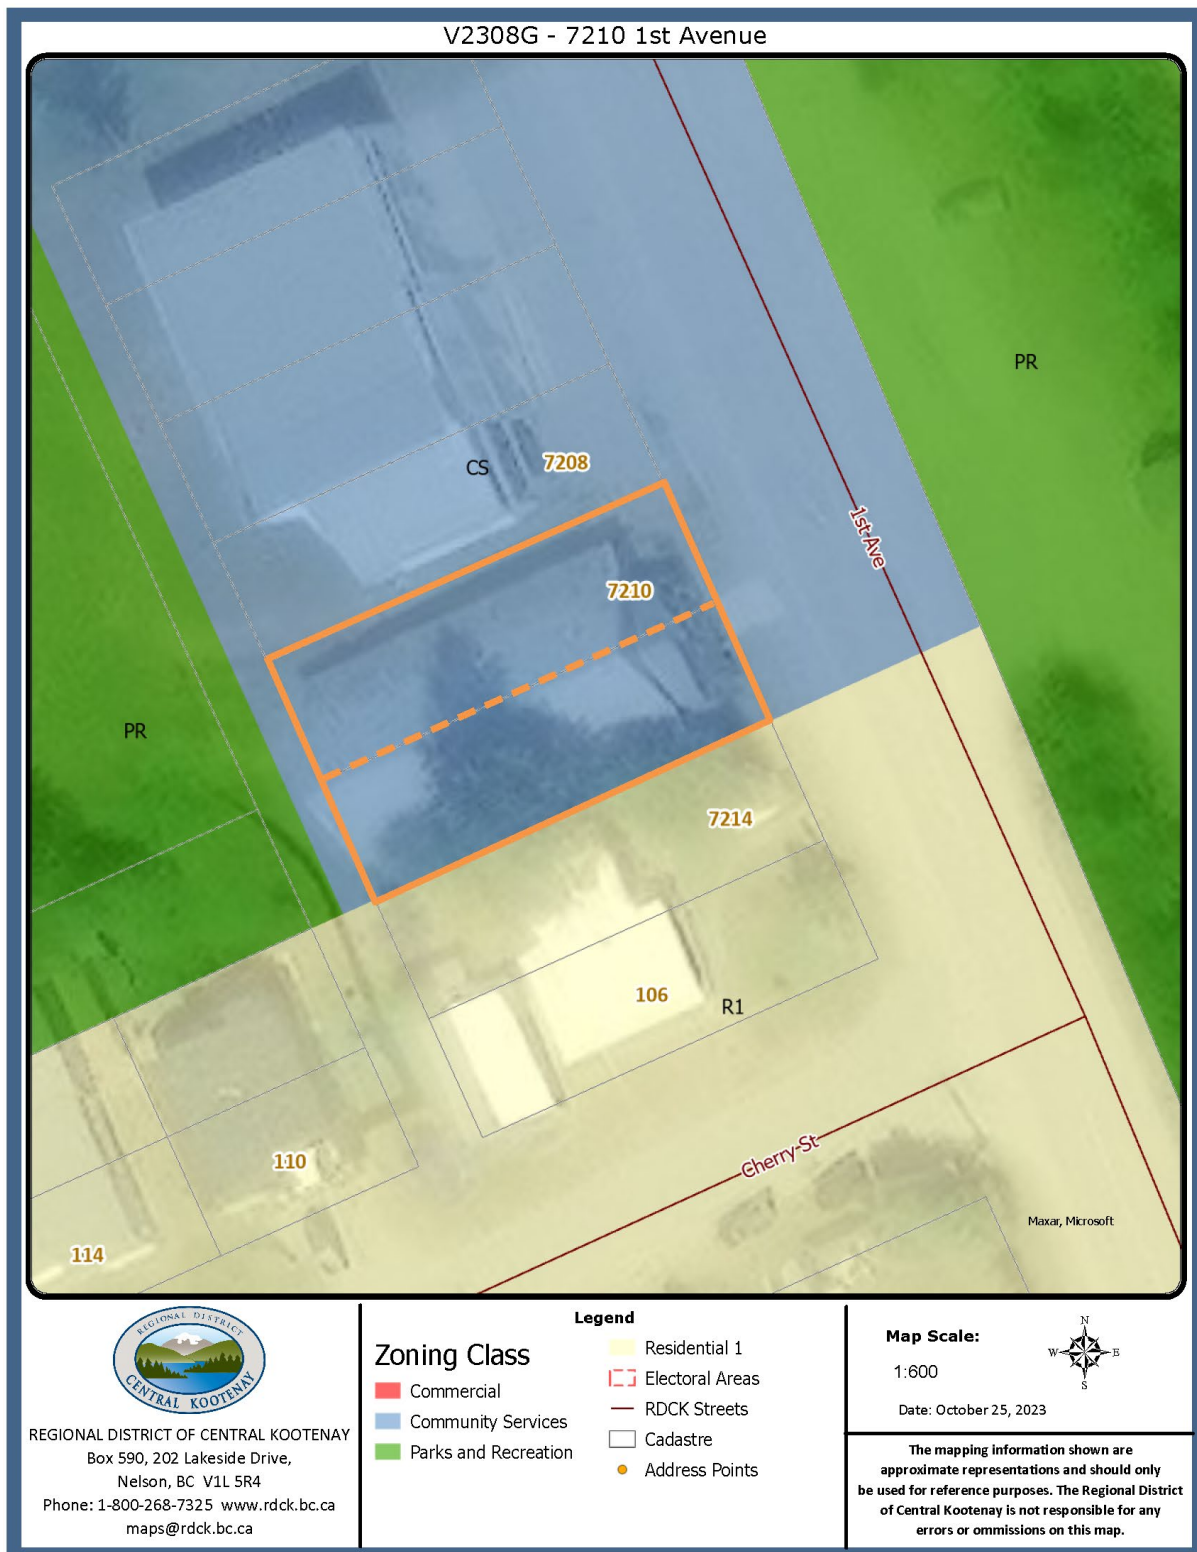 V2308G - 7210 1st Avenue
PR
CS
7208
1st Ave
7210
PR
7214
106
R1
Cherry St
110
114
Maxar, Microsoft
REGIONAL DISTRICT
CENTRAL KOOTENAY
REGIONAL DISTRICT OF CENTRAL KOOTENAY
Box 590, 202 Lakeside Drive,
Nelson, BC V1L 5R4
Phone: 1-800-268-7325 www.rdck.bc.ca
maps@rdck.bc.ca
Legend
Zoning Class
Commercial
Community Services
Parks and Recreation
Residential 1
Electoral Areas
RDCK Streets
Cadastre
Address Points
Map Scale:
1:600
N
W E
S
Date: October 25, 2023
The mapping information shown are
approximate representations and should only
be used for reference purposes. The Regional District
of Central Kootenay is not responsible for any
errors or ommissions on this map.